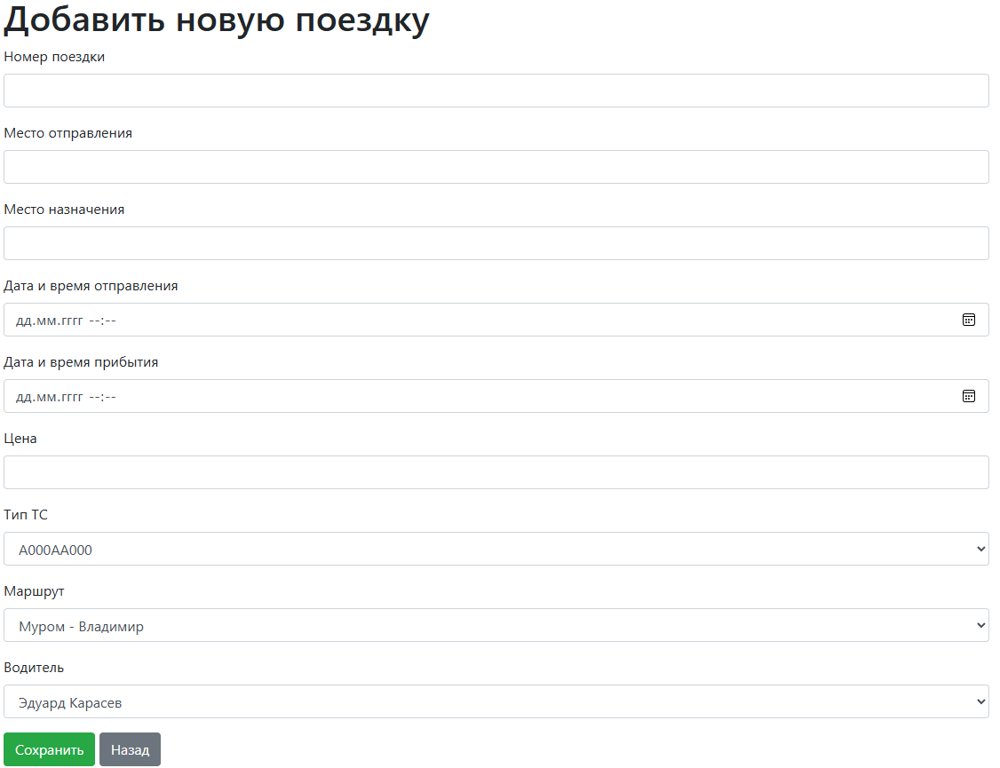 Добавить новую поездку
Номер поездки
Место отправления
Место назначения
Дата и время отправления
дд.мм.гггг --:--
Дата и время прибытия
дд.мм.гггг --:--
Цена
Тип ТС
А000АА000
Маршрут
Муром - Владимир
Водитель
Эдуард Карасев
Сохранить Назад